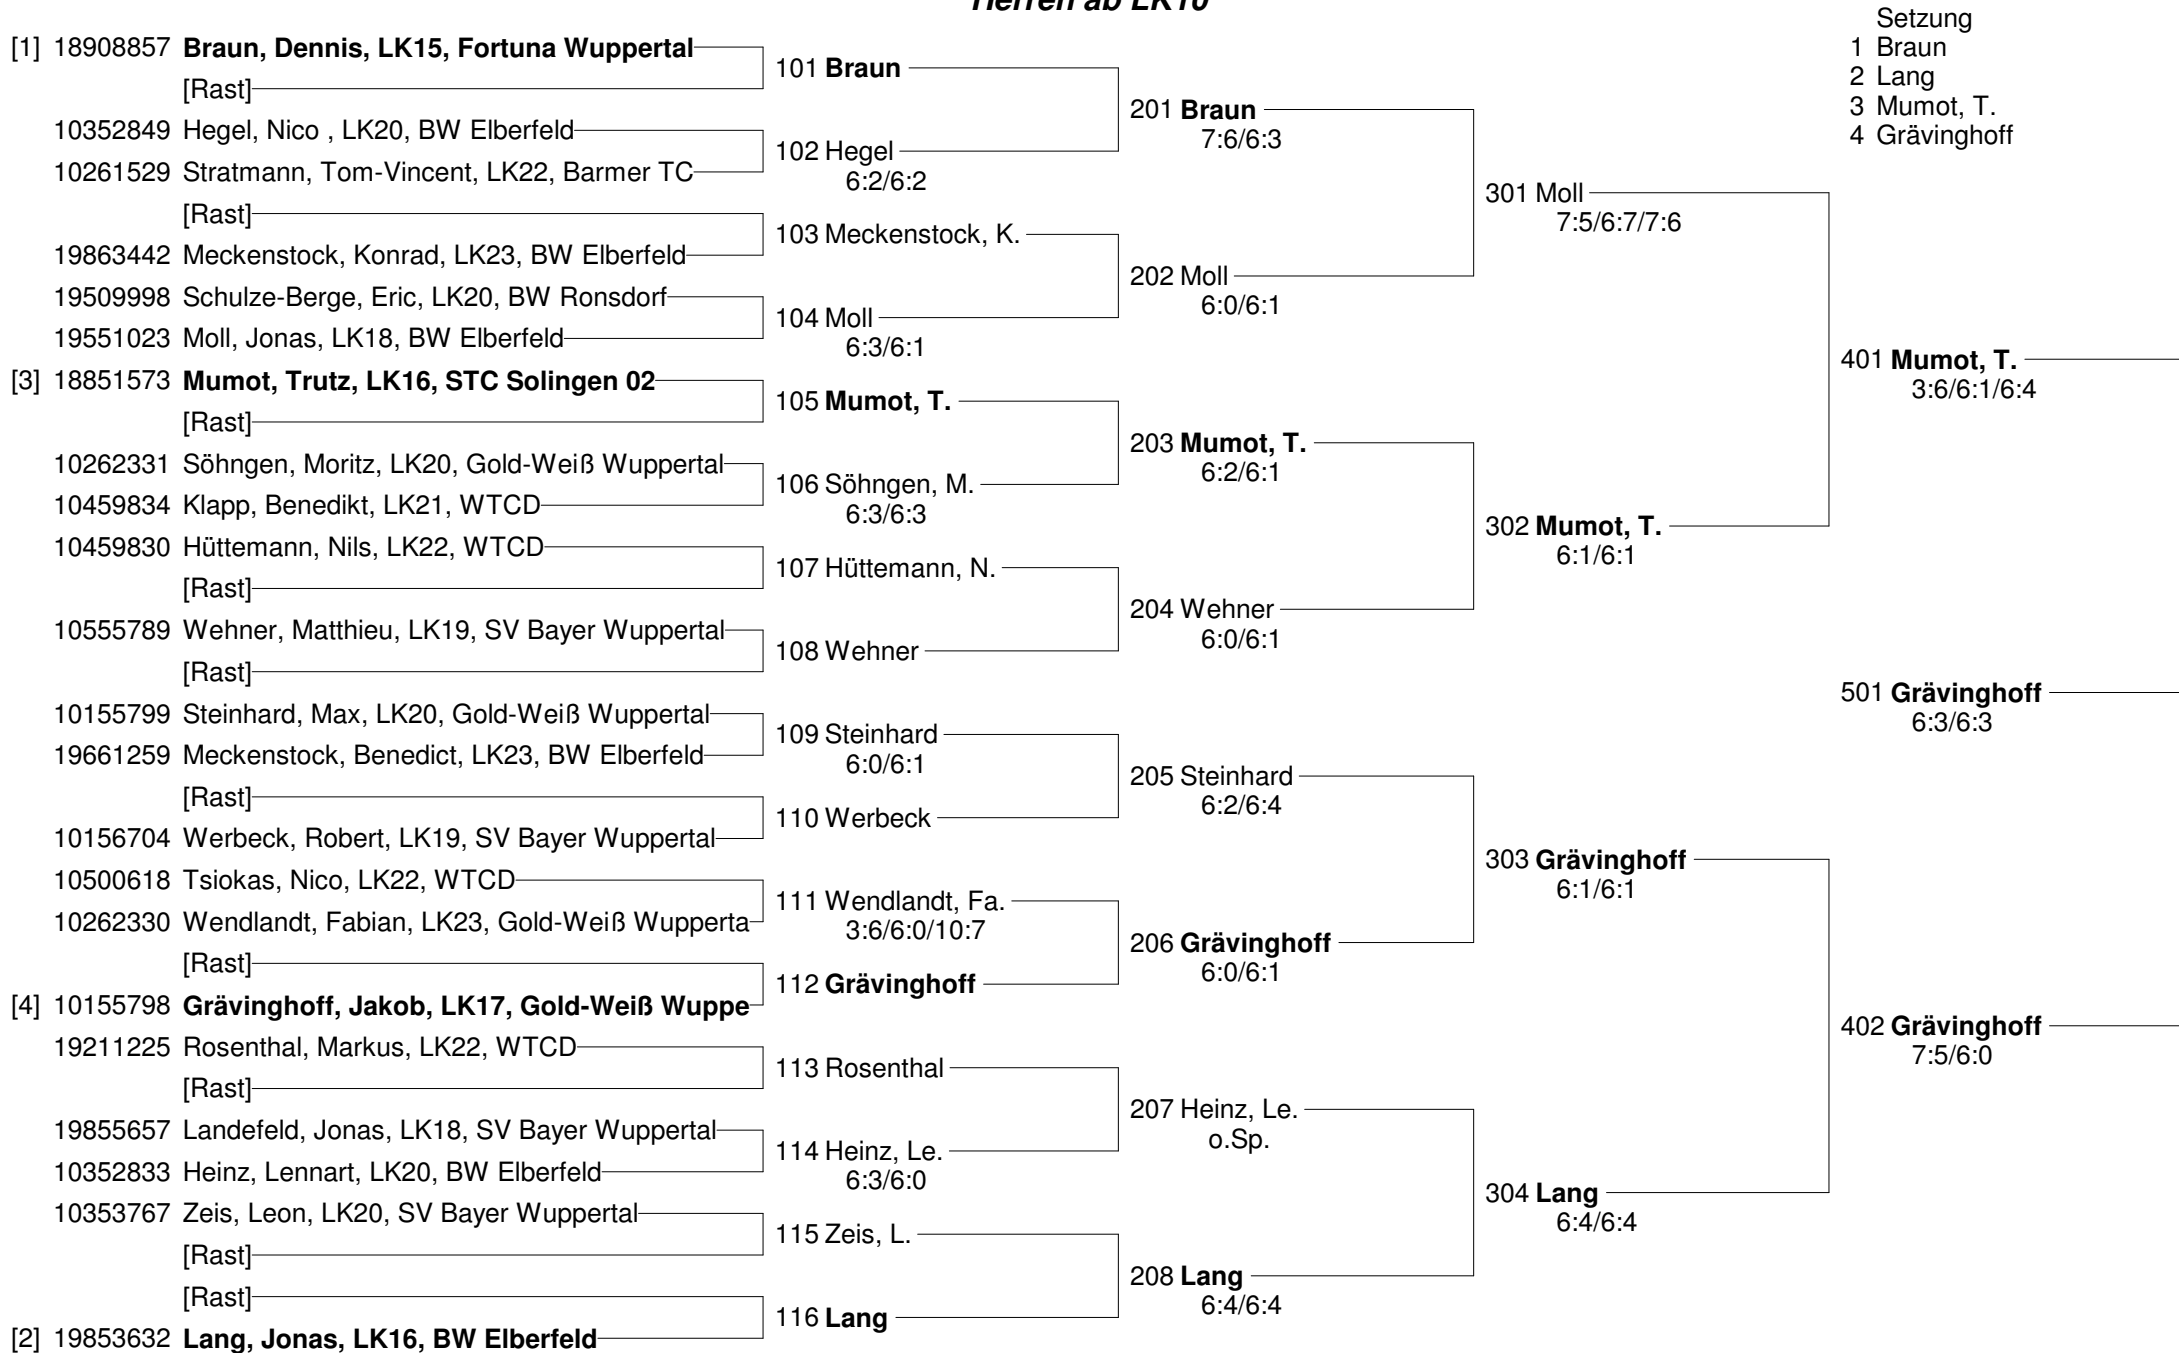 Herren ab LK10
Setzung
1 Braun
2 Lang
3 Mumot, T.
4 Grävinghoff
[1] 18908857 Braun, Dennis, LK15, Fortuna Wuppertal
[Rast]
10352849 Hegel, Nico , LK20, BW Elberfeld
10261529 Stratmann, Tom-Vincent, LK22, Barmer TC
[Rast]
19863442 Meckenstock, Konrad, LK23, BW Elberfeld
19509998 Schulze-Berge, Eric, LK20, BW Ronsdorf
19551023 Moll, Jonas, LK18, BW Elberfeld
[3] 18851573 Mumot, Trutz, LK16, STC Solingen 02
[Rast]
10262331 Söhngen, Moritz, LK20, Gold-Weiß Wuppertal
10459834 Klapp, Benedikt, LK21, WTCD
10459830 Hüttemann, Nils, LK22, WTCD
[Rast]
10555789 Wehner, Matthieu, LK19, SV Bayer Wuppertal
[Rast]
10155799 Steinhard, Max, LK20, Gold-Weiß Wuppertal
19661259 Meckenstock, Benedict, LK23, BW Elberfeld
[Rast]
10156704 Werbeck, Robert, LK19, SV Bayer Wuppertal
10500618 Tsiokas, Nico, LK22, WTCD
10262330 Wendlandt, Fabian, LK23, Gold-Weiß Wupperta
[Rast]
[4] 10155798 Grävinghoff, Jakob, LK17, Gold-Weiß Wuppe
19211225 Rosenthal, Markus, LK22, WTCD
[Rast]
19855657 Landefeld, Jonas, LK18, SV Bayer Wuppertal
10352833 Heinz, Lennart, LK20, BW Elberfeld
10353767 Zeis, Leon, LK20, SV Bayer Wuppertal
[Rast]
[Rast]
[2] 19853632 Lang, Jonas, LK16, BW Elberfeld
101 Braun
102 Hegel
6:2/6:2
103 Meckenstock, K.
104 Moll
6:3/6:1
105 Mumot, T.
106 Söhngen, M.
6:3/6:3
107 Hüttemann, N.
108 Wehner
109 Steinhard
6:0/6:1
110 Werbeck
111 Wendlandt, Fa.
3:6/6:0/10:7
112 Grävinghoff
113 Rosenthal
114 Heinz, Le.
6:3/6:0
115 Zeis, L.
116 Lang
201 Braun
7:6/6:3
202 Moll
6:0/6:1
203 Mumot, T.
6:2/6:1
204 Wehner
6:0/6:1
205 Steinhard
6:2/6:4
206 Grävinghoff
6:0/6:1
207 Heinz, Le.
o.Sp.
208 Lang
6:4/6:4
301 Moll
7:5/6:7/7:6
302 Mumot, T.
6:1/6:1
303 Grävinghoff
6:1/6:1
304 Lang
6:4/6:4
401 Mumot, T.
3:6/6:1/6:4
501 Grävinghoff
6:3/6:3
402 Grävinghoff
7:5/6:0